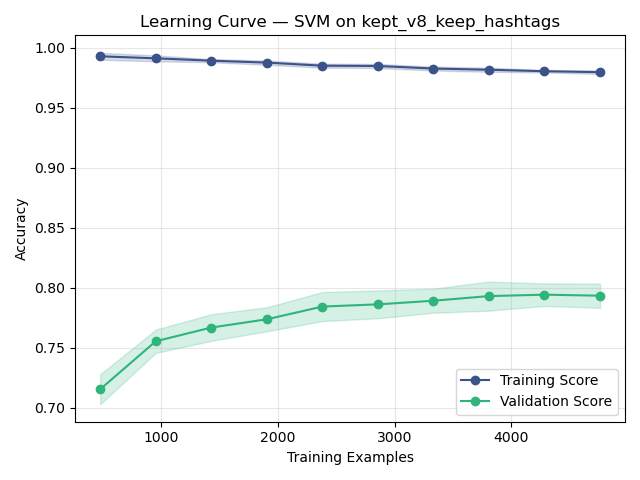 Learning Curve — SVM on kept_v8_keep_hashtags
1.00
0.95
0.90
0.85
0.80
0.75
0.70
Accuracy
1000
2000
3000
4000
Training Examples
Training Score
Validation Score